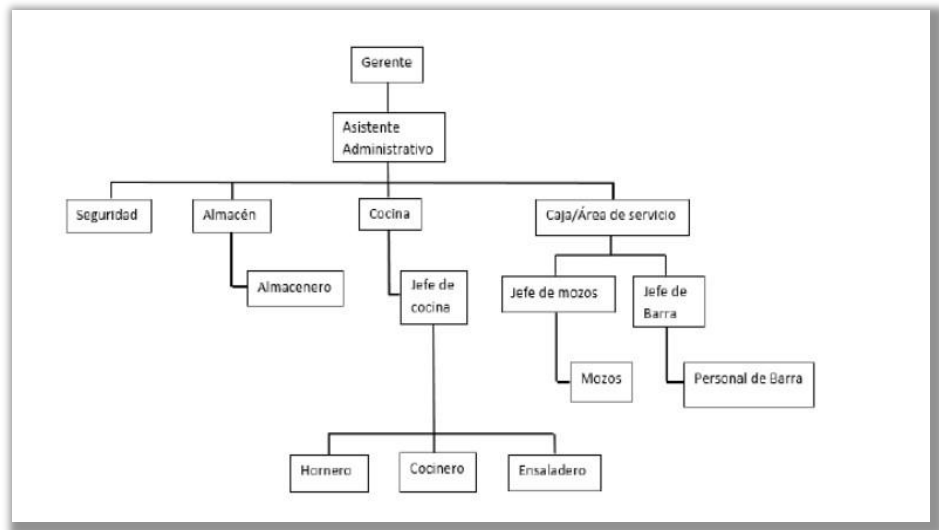 Gerente
Asistente
Administrativo
Seguridad
Almacén
Cocina
Caja/Área de servicio
Almacenero
Jefe de
cocina
Jefe de mozos
Jefe de
Barra
Mozos
Personal de Barra
Hornero
Cocinero
Ensaladero